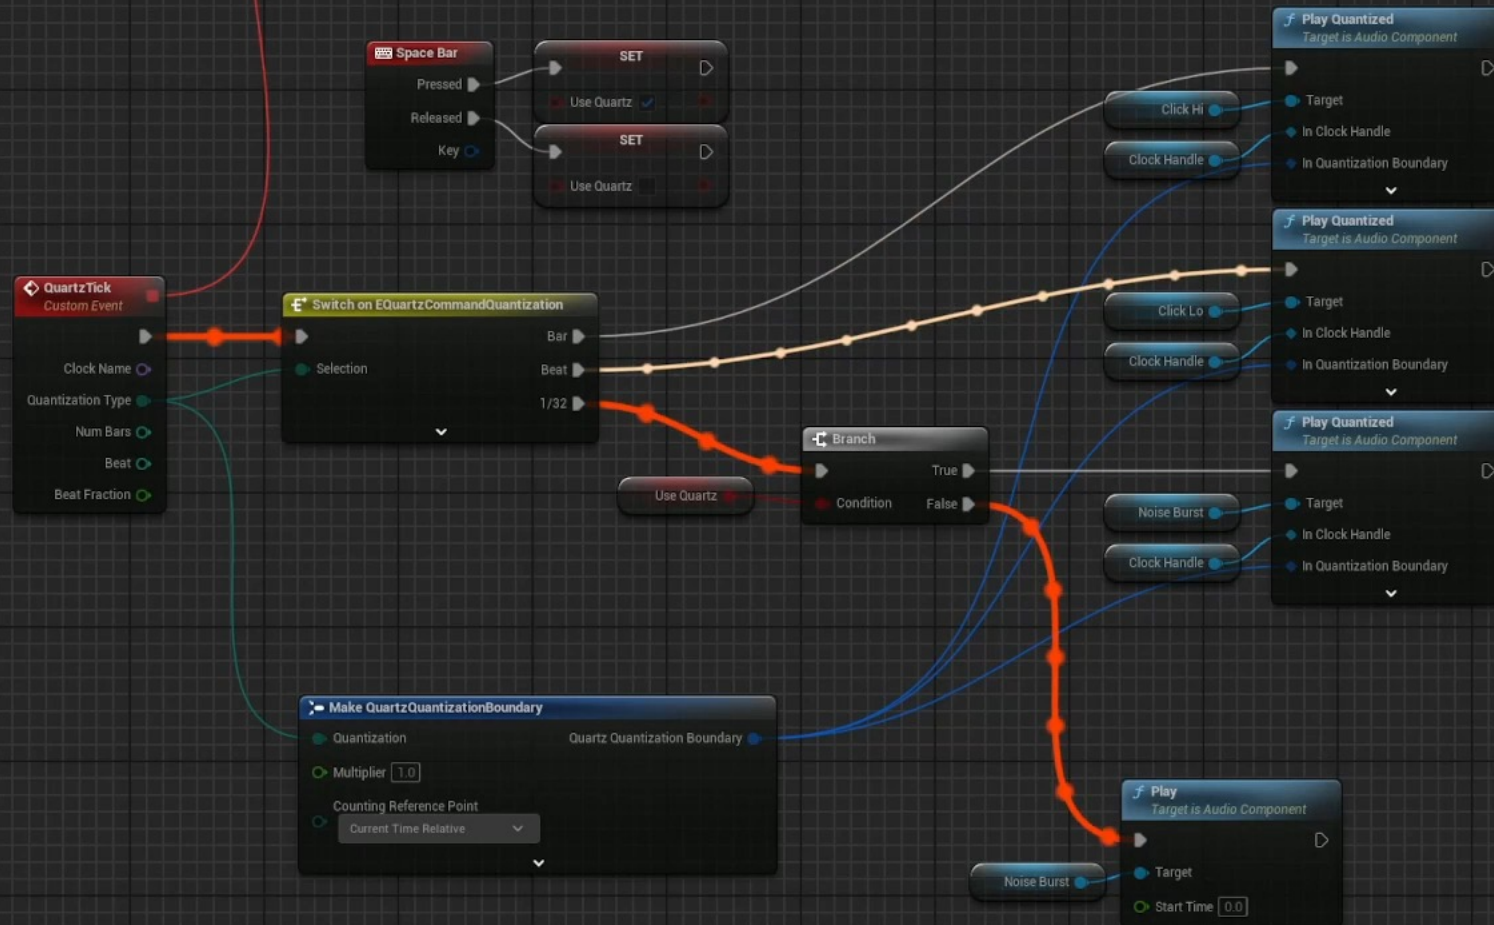 Space Bar
Pressed
Released
Key
SET
Use Quartz
SET
Use Quartz
QuartzTick
Custom Event
Clock Name
Quantization Type
Num Bars
Beat
Beat Fraction
Switch on EQuartzCommandQuantization
Bar
Selection
Beat
1/32
Use Quartz
Branch
True
Condition
False
Make QuartzQuantizationBoundary
Quantization
Quartz Quantization Boundary
Multiplier 1.0
Counting Reference Point
Current Time Relative
Click Hi
Clock Handle
Play Quantized
Target is Audio Component
Target
In Clock Handle
In Quantization Boundary
Click Lo
Clock Handle
Play Quantized
Target is Audio Component
Target
In Clock Handle
In Quantization Boundary
Noise Burst
Clock Handle
Play Quantized
Target is Audio Component
Target
In Clock Handle
In Quantization Boundary
Noise Burst
Play
Target is Audio Component
Target
Start Time 0.0